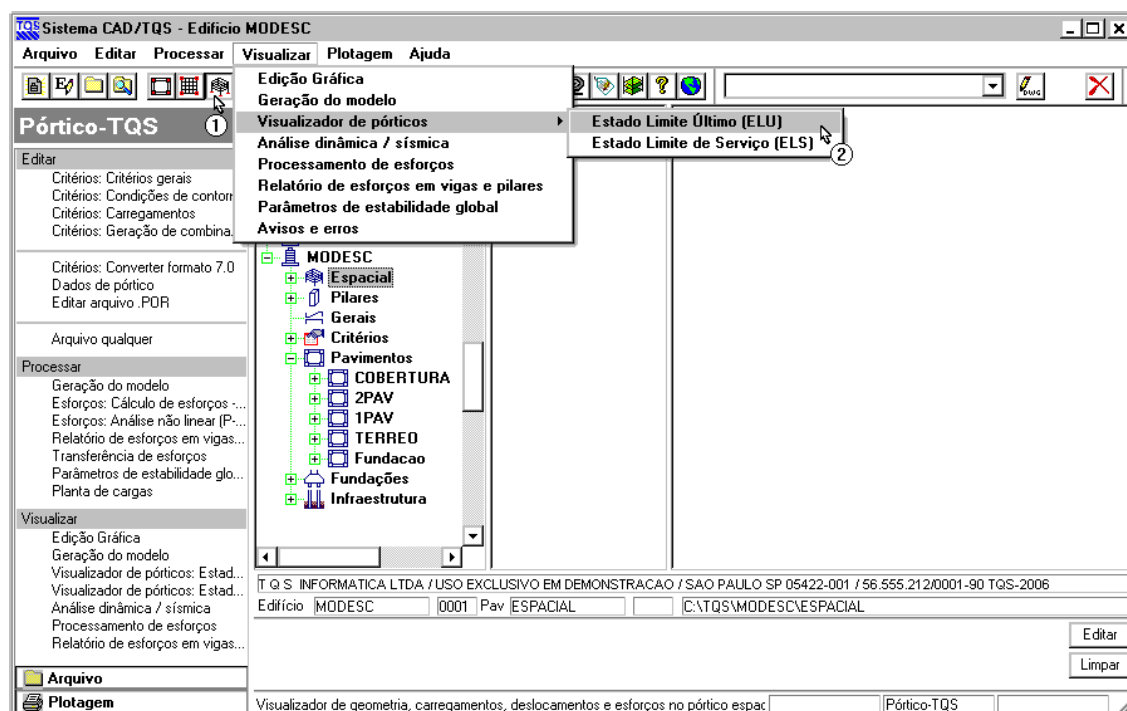 TQS Sistema CAD/TQS - Edifício MODESC
Arquivo Editar Processar Visualizar Plotagem Ajuda
Edição Gráfica
Geração do modelo
Visualizador de pórticos
Análise dinâmica / sísmica
Processamento de esforços
Relatório de esforços em vigas e pilares
Parâmetros de estabilidade global
Avisos e erros
Estado Limite Último (ELU)
Estado Limite de Serviço (ELS)
2
DWG
Pórtico-TQS 1
Editar
Critérios: Critérios gerais
Critérios: Condições de contorn
Critérios: Carregamentos
Critérios: Geração de combina..
Critérios: Converter formato 7.0
Dados de pórtico
Editar arquivo .POR
Arquivo qualquer
Processar
Geração do modelo
Esforços: Cálculo de esforços -...
Esforços: Análise não linear (P-...
Relatório de esforços em vigas...
Transferência de esforços
Parâmetros de estabilidade glo...
Planta de cargas
Visualizar
Edição Gráfica
Geração do modelo
Visualizador de pórticos: Estad...
Visualizador de pórticos: Estad...
Análise dinâmica / sísmica
Processamento de esforços
Relatório de esforços em vigas...
Arquivo
Plotagem
MODESC
Espacial
Pilares
Gerais
Critérios
Pavimentos
COBERTURA
2PAV
1PAV
TERREO
Fundacao
Fundações
Infraestrutura
T Q S INFORMATICA LTDA / USO EXCLUSIVO EM DEMONSTRACAO / SAO PAULO SP 05422-001 / 56.555.212/0001-90 TQS-2006
Edifício MODESC 0001 Pav ESPACIAL C:\TQS\MODESC\ESPACIAL
Editar
Limpar
Visualizador de geometria, carregamentos, deslocamentos e esforços no pórtico espac Pórtico-TQS